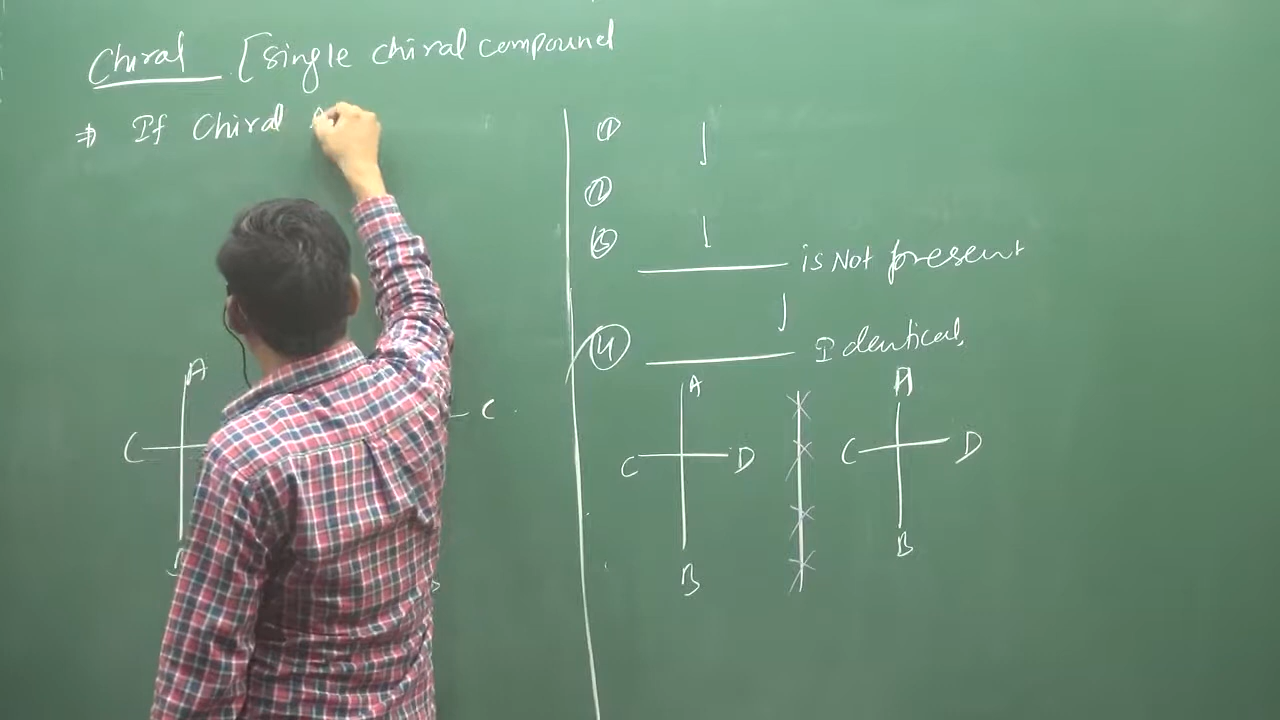 Chiral [single chiral compound
⇒ If Chiral
A
C
C
①
②
③
is Not present
④ Identical,
A
C D
B
A
C D
B